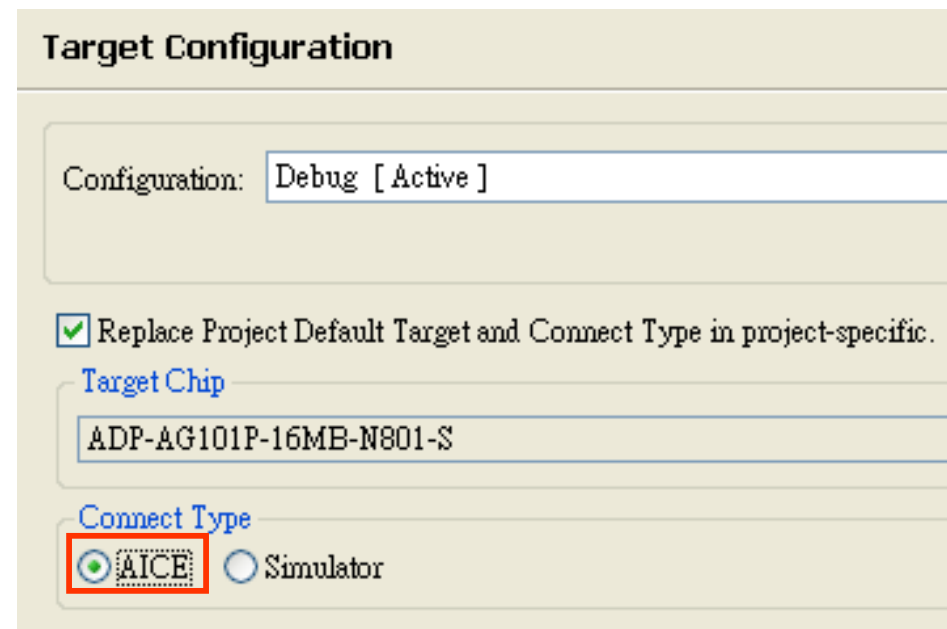 Target Configuration
Configuration: Debug [ Active ]
Replace Project Default Target and Connect Type in project-specific.
Target Chip
ADP-AG101P-16MB-N801-S
Connect Type
AICE Simulator